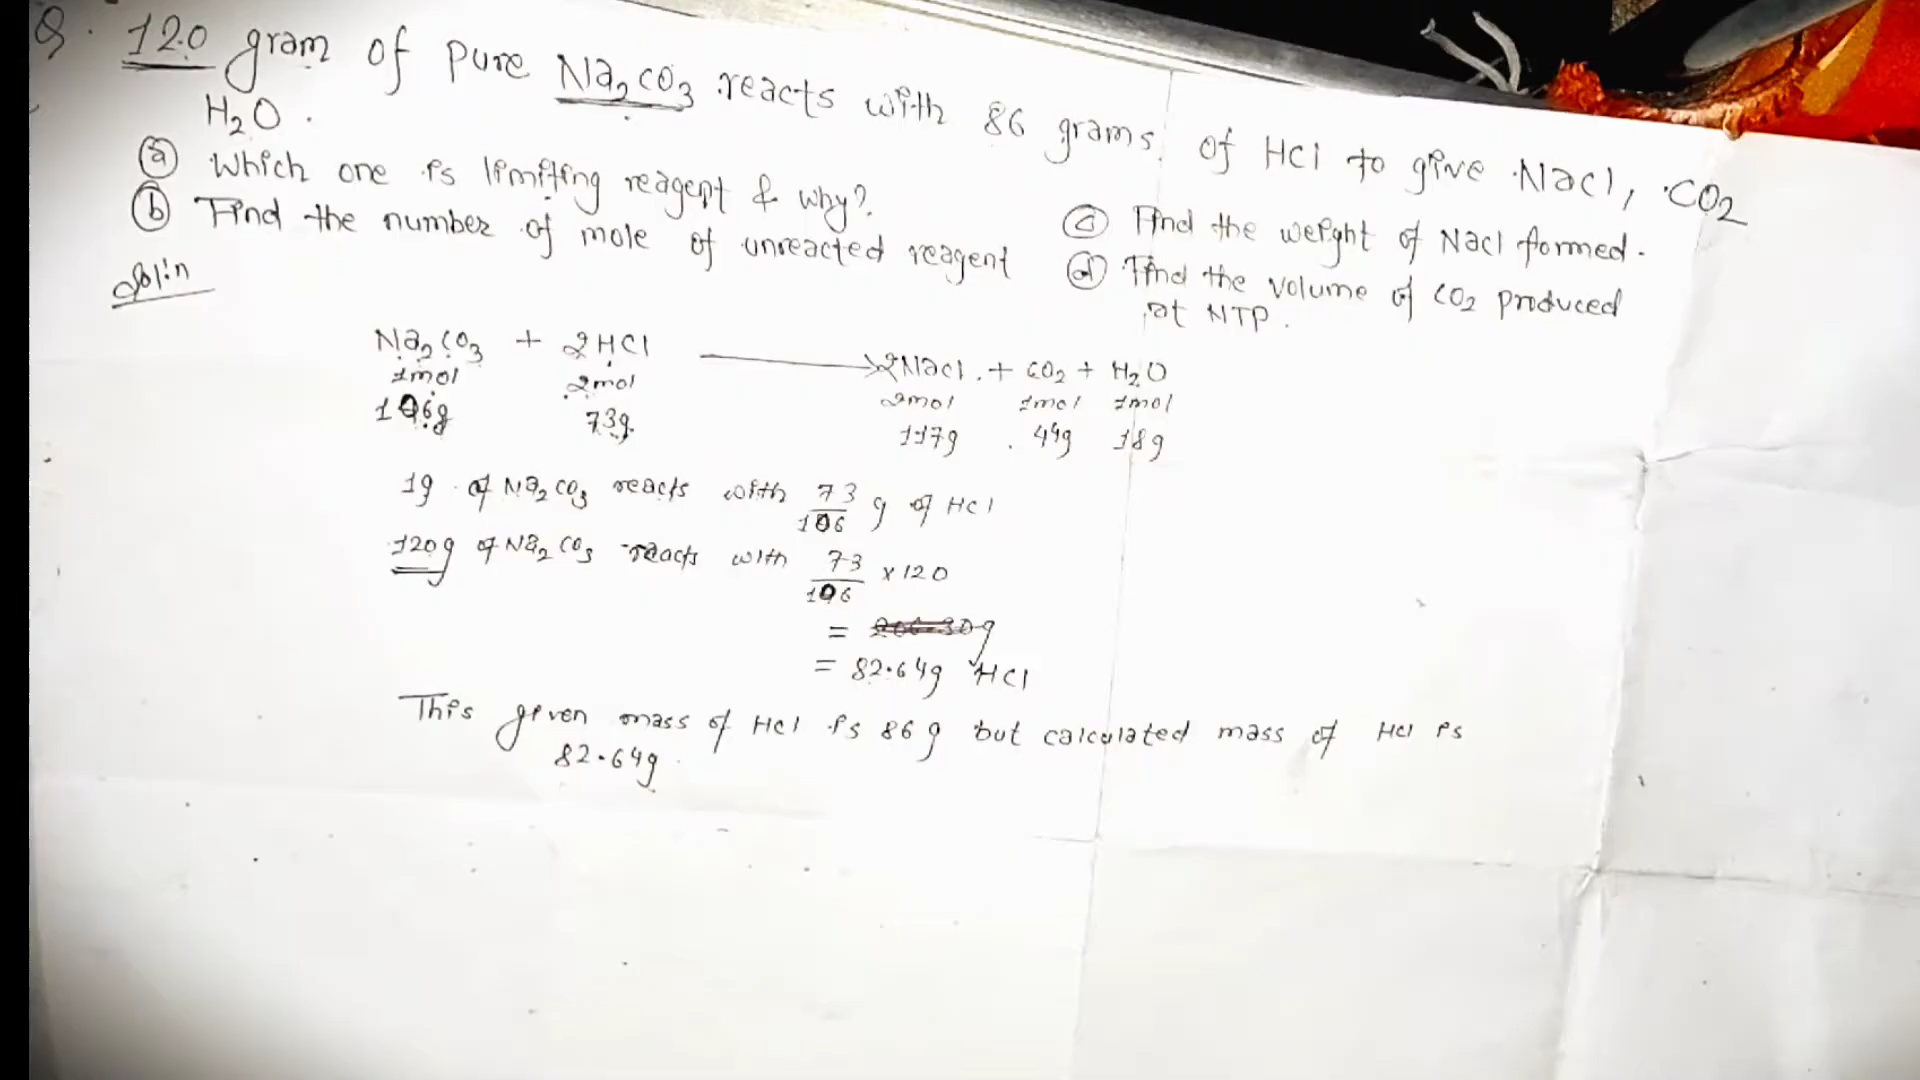 Q. 120 gram of pure Na₂CO₃ reacts with 86 grams of HCl to give NaCl, CO₂
H₂O.
(a) Which one is limiting reagent & why?
(b) Find the number of mole of unreacted reagent
(c) Find the weight of NaCl formed.
(d) Find the volume of CO₂ produced
at NTP.
Sol:n
Na₂CO₃ + 2HCl ⟶ 2NaCl + CO₂ + H₂O
1mol 2mol 2mol 1mol 1mol
106g 73g 117g 44g 18g
1g of Na₂CO₃ reacts with 73/106 g of HCl
120g of Na₂CO₃ reacts with 73/106 x 120
= g
= 82.64g HCl
This given mass of HCl is 86g but calculated mass of HCl is
82.64g